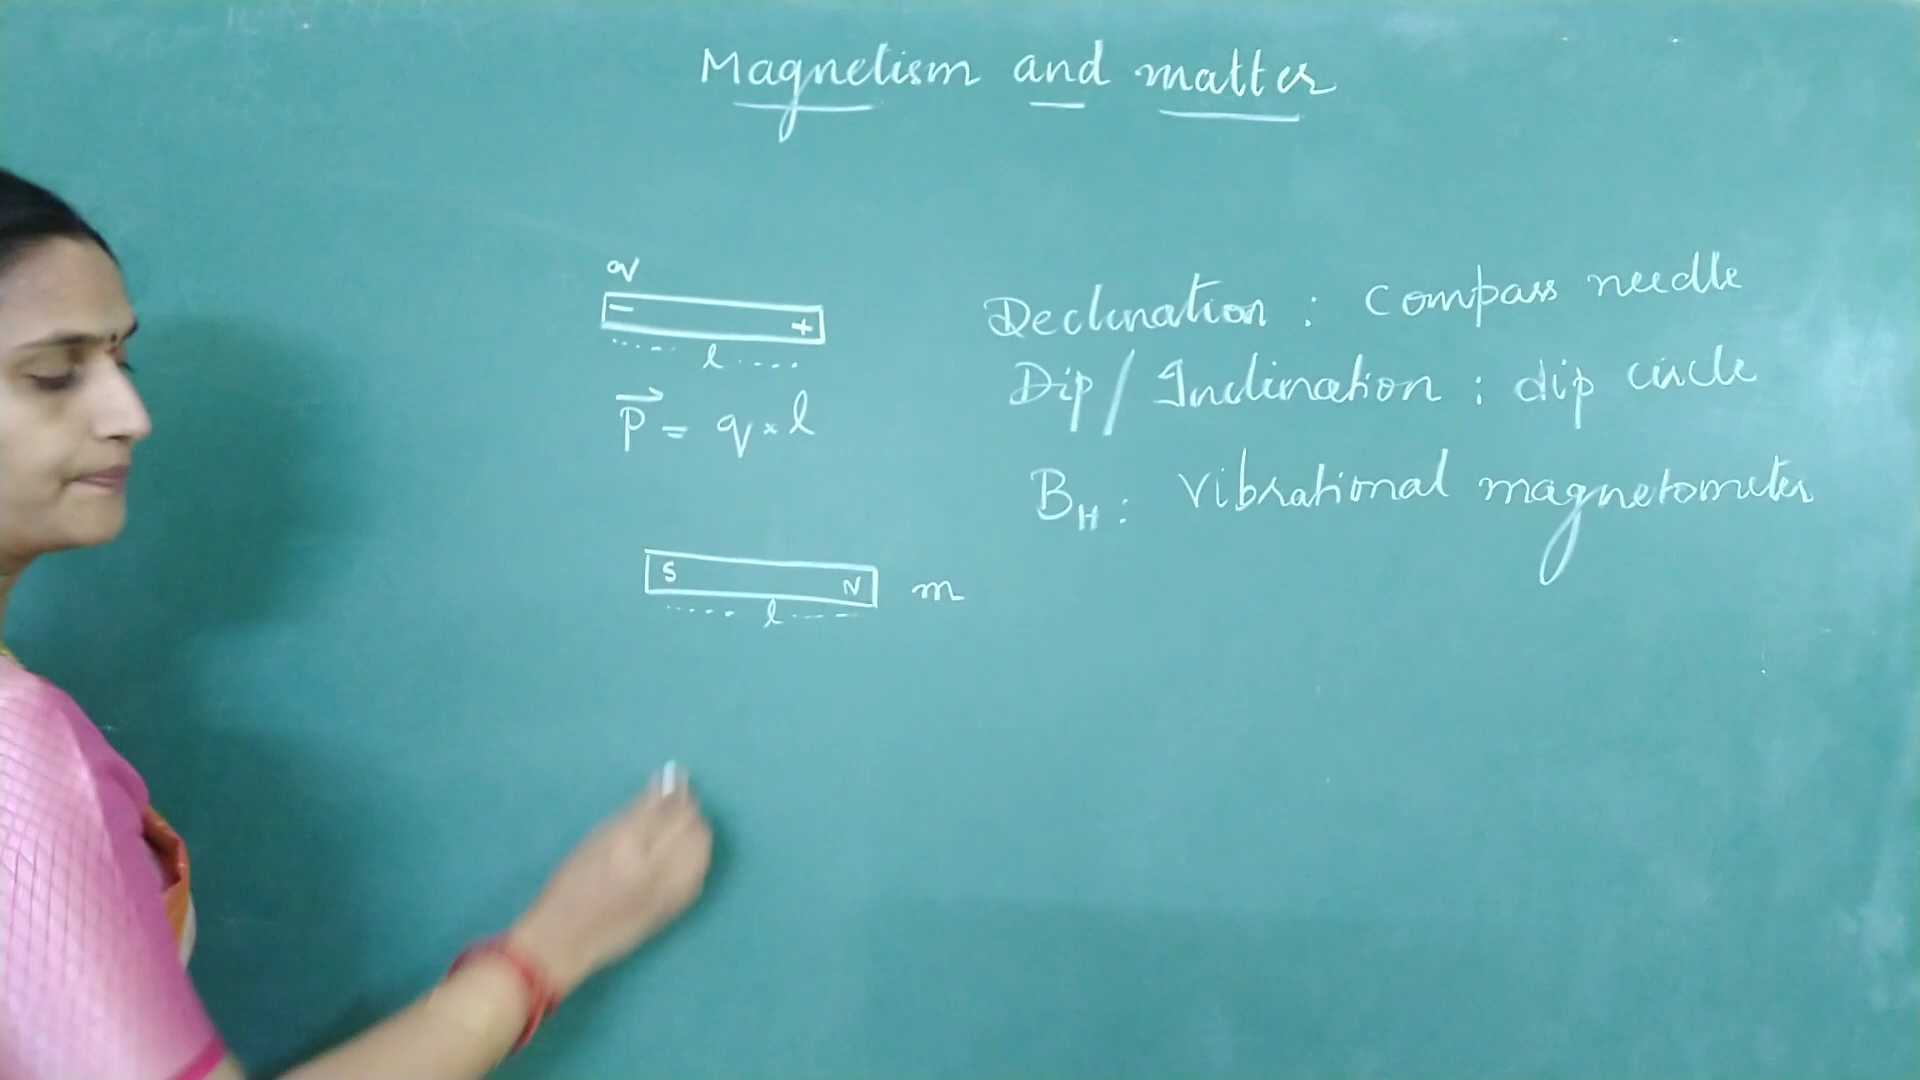 Magnetism and matter
q
- +
l
P⃗ = q × l
S N m
l
Declination : compass needle
Dip / Inclination : dip circle
B_H : vibrational magnetometer